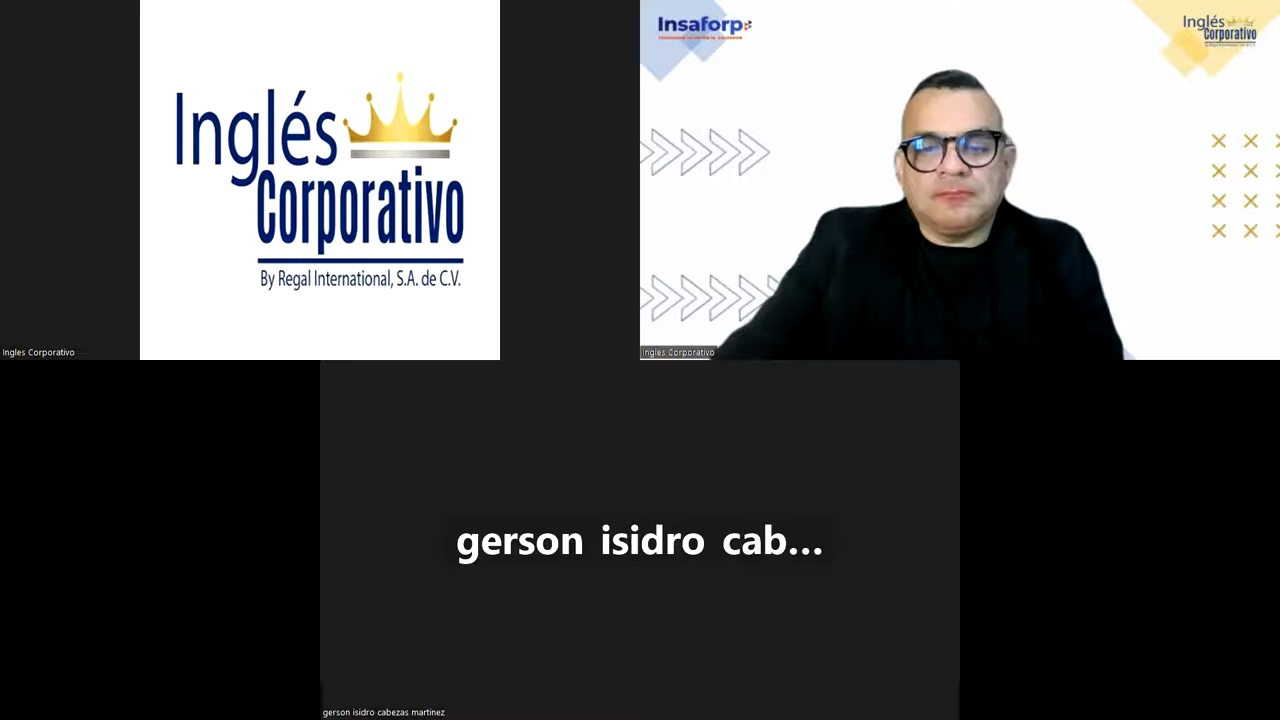 Inglés
Corporativo
By Regal International, S.A. de C.V.
Ingles Corporativo
Insaforp
Inglés
Corporativo
Ingles Corporativo
gerson isidro cab...
gerson isidro cabezas martinez